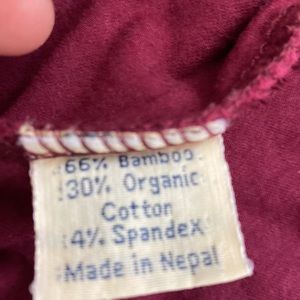 66% Bamboo
30% Organic
Cotton
4% Spandex
Made in Nepal